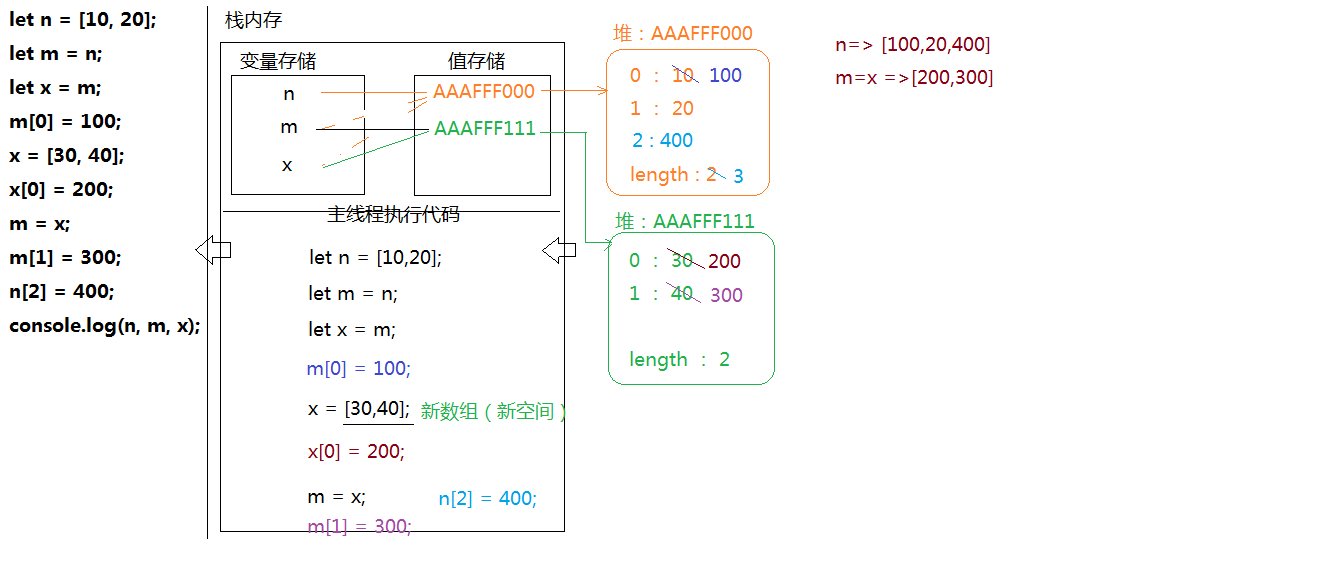 let n = [10, 20];
let m = n;
let x = m;
m[0] = 100;
x = [30, 40];
x[0] = 200;
m = x;
m[1] = 300;
n[2] = 400;
console.log(n, m, x);
栈内存
变量存储
n
m
x
值存储
AAAFFF000
AAAFFF111
主线程执行代码
let n = [10,20];
let m = n;
let x = m;
m[0] = 100;
x = [30,40]; 新数组（新空间）
x[0] = 200;
m = x; n[2] = 400;
m[1] = 300;
堆：AAAFFF000
0 : 10 100
1 : 20
2 : 400
length : 2 3
堆：AAAFFF111
0 : 30 200
1 : 40 300
length : 2
n=> [100,20,400]
m=x =>[200,300]